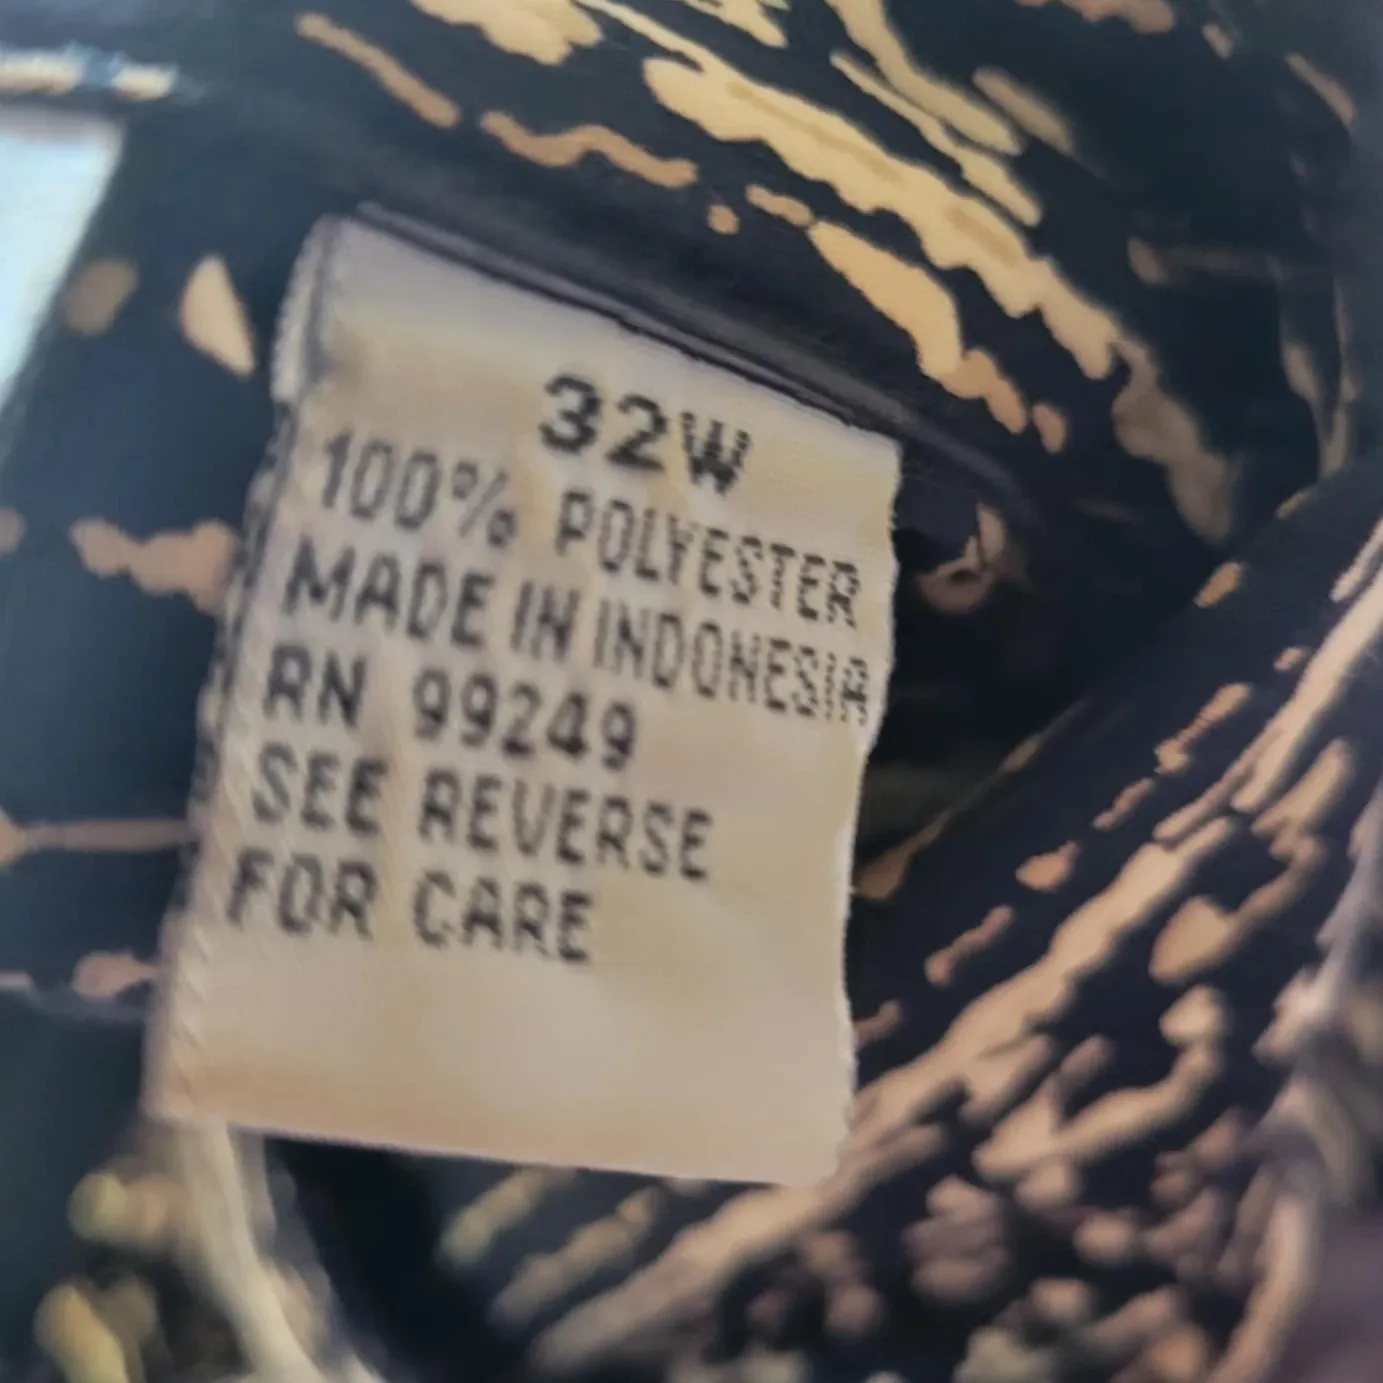 32W
100% POLYESTER
MADE IN INDONESIA
RN 99249
SEE REVERSE
FOR CARE